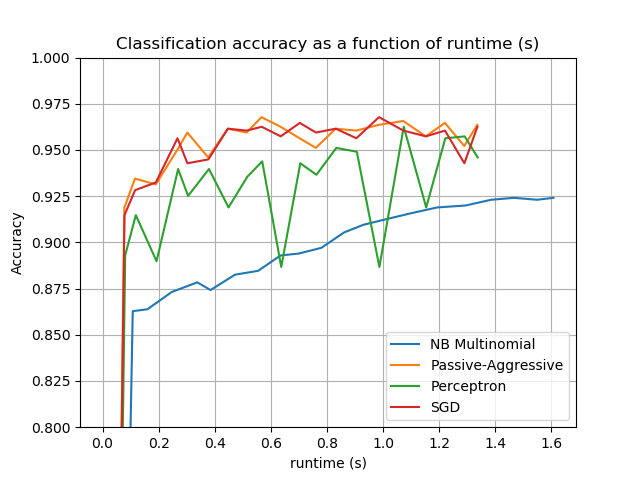 Classification accuracy as a function of runtime (s)
Accuracy
1.000
0.975
0.950
0.925
0.900
0.875
0.850
0.825
0.800
NB Multinomial
Passive-Aggressive
Perceptron
SGD
0.0 0.2 0.4 0.6 0.8 1.0 1.2 1.4 1.6
runtime (s)